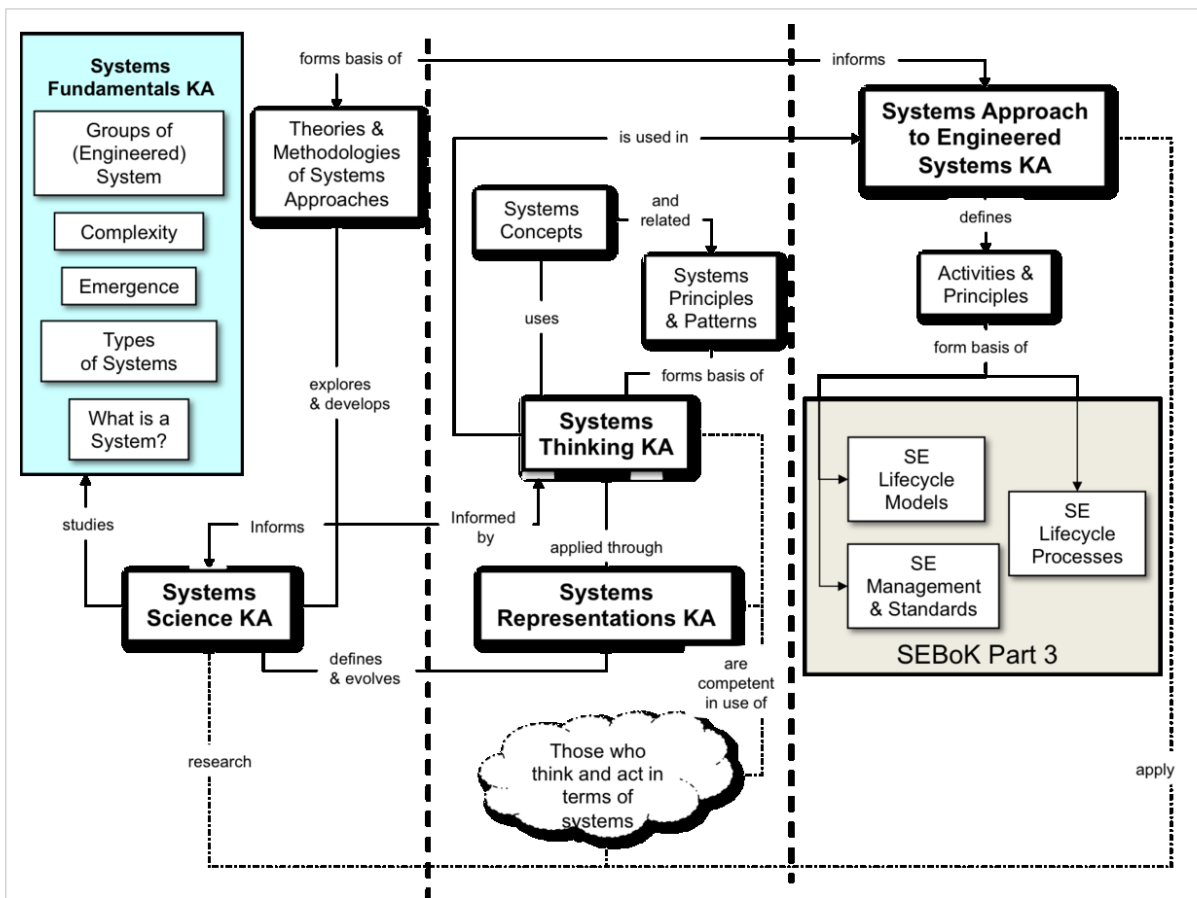 Systems
Fundamentals KA
Groups of
(Engineered)
System
Complexity
Emergence
Types
of Systems
What is a
System?
studies
forms basis of
Theories &
Methodologies
of Systems
Approaches
explores
& develops
Informs
Systems
Science KA
defines
& evolves
research
is used in
Systems
Concepts
and
related
Systems
Principles
& Patterns
uses
forms basis of
Systems
Thinking KA
Informed
by
applied through
Systems
Representations KA
are
competent
in use of
Those who
think and act in
terms of
systems
informs
Systems Approach
to Engineered
Systems KA
defines
Activities &
Principles
form basis of
SE
Lifecycle
Models
SE
Lifecycle
Processes
SE
Management
& Standards
SEBoK Part 3
apply